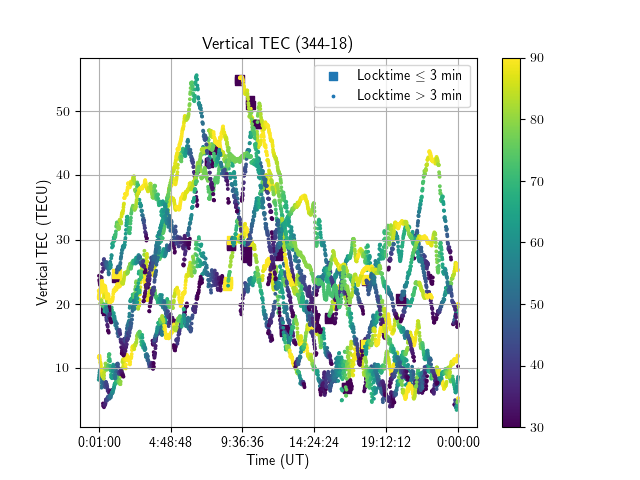 Vertical TEC (344-18)
Locktime ≤ 3 min
Locktime > 3 min
Vertical TEC (TECU)
50
40
30
20
10
0:01:00 4:48:48 9:36:36 14:24:24 19:12:12 0:00:00
Time (UT)
90
80
70
60
50
40
30